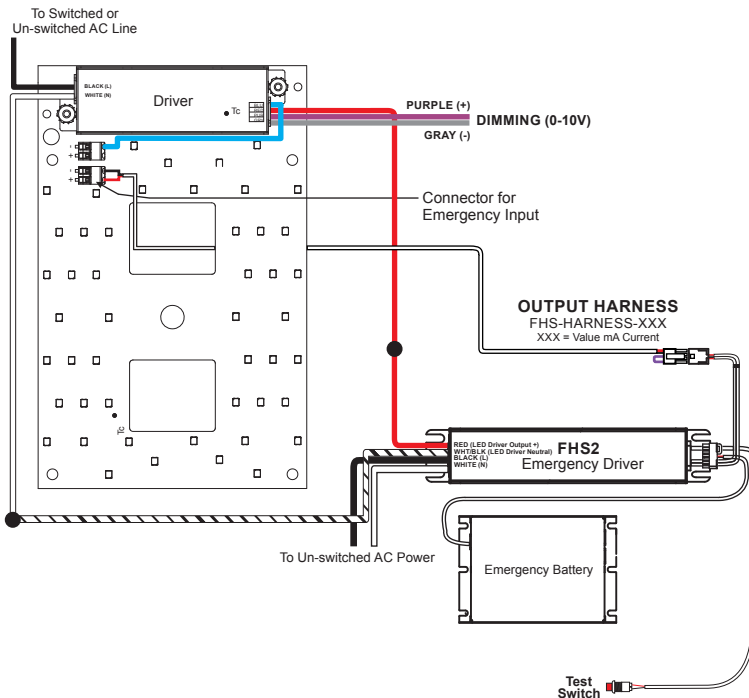 To Switched or
Un-switched AC Line
BLACK (L)
WHITE (N)
Driver
Tc
PURPLE (+)
DIMMING (0-10V)
GRAY (-)
-
+
-
+
Connector for
Emergency Input
OUTPUT HARNESS
FHS-HARNESS-XXX
XXX = Value mA Current
Tc
RED (LED Driver Output +)
WHT/BLK (LED Driver Neutral)
BLACK (L)
WHITE (N)
FHS2
Emergency Driver
To Un-switched AC Power
Emergency Battery
Test
Switch